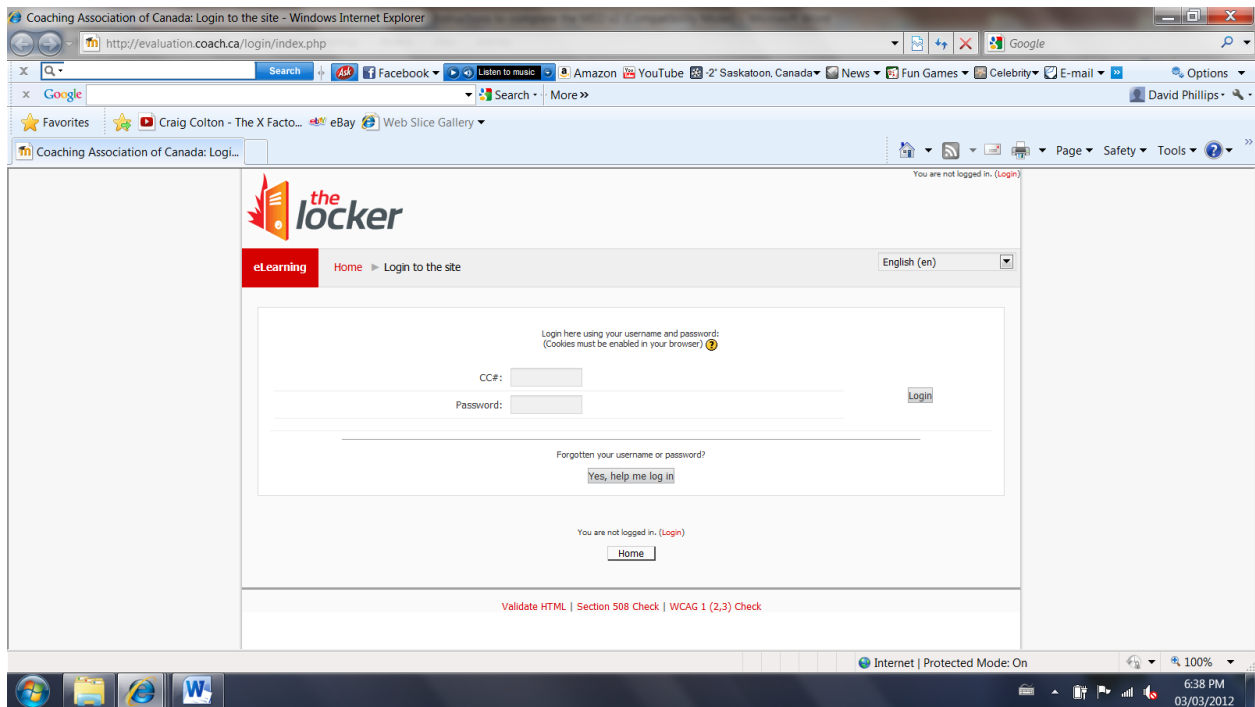 Coaching Association of Canada: Login to the site - Windows Internet Explorer
http://evaluation.coach.ca/login/index.php
Google
x Search Ask Facebook Listen to music Amazon YouTube -2° Saskatoon, Canada News Fun Games Celebrity E-mail Options
x Google Search More » David Phillips
Favorites Craig Colton - The X Facto... eBay Web Slice Gallery
Coaching Association of Canada: Logi... Page Safety Tools
You are not logged in. (Login)
the
locker
eLearning Home ► Login to the site English (en)
Login here using your username and password:
(Cookies must be enabled in your browser) ?
CC#:
Login
Password:
Forgotten your username or password?
Yes, help me log in
You are not logged in. (Login)
Home
Validate HTML | Section 508 Check | WCAG 1 (2,3) Check
Internet | Protected Mode: On 100%
6:38 PM
03/03/2012